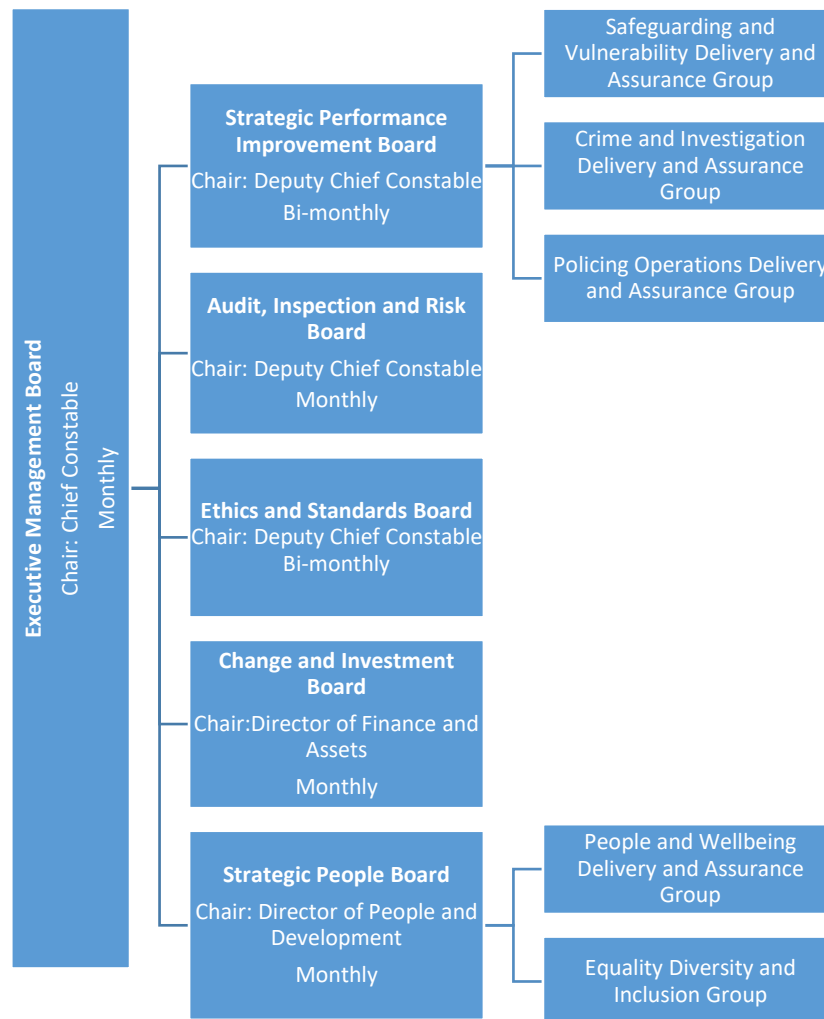 Executive Management Board
Chair: Chief Constable
Monthly
Strategic Performance
Improvement Board
Chair: Deputy Chief Constable
Bi-monthly
Safeguarding and
Vulnerability Delivery and
Assurance Group
Crime and Investigation
Delivery and Assurance
Group
Policing Operations Delivery
and Assurance Group
Audit, Inspection and Risk
Board
Chair: Deputy Chief Constable
Monthly
Ethics and Standards Board
Chair: Deputy Chief Constable
Bi-monthly
Change and Investment
Board
Chair:Director of Finance and
Assets
Monthly
Strategic People Board
Chair: Director of People and
Development
Monthly
People and Wellbeing
Delivery and Assurance
Group
Equality Diversity and
Inclusion Group